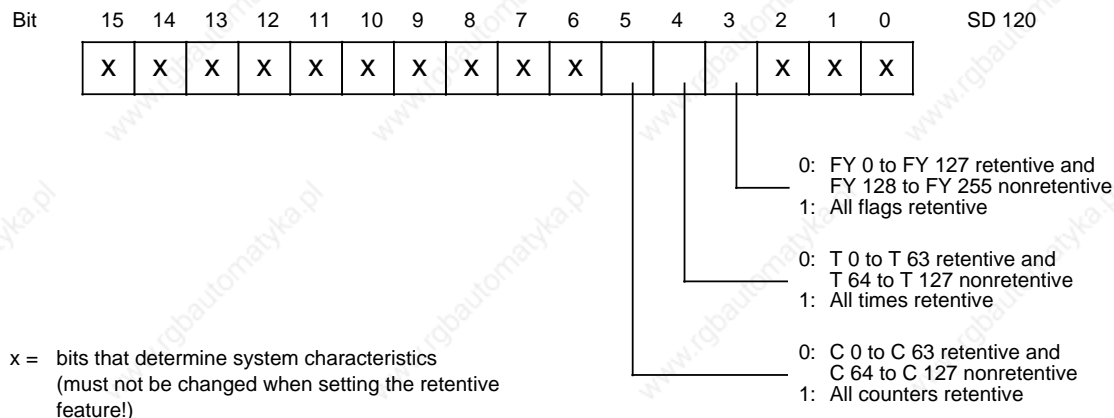 Bit 15 14 13 12 11 10 9 8 7 6 5 4 3 2 1 0 SD 120
X X X X X X X X X X X X X
0: FY 0 to FY 127 retentive and
FY 128 to FY 255 nonretentive
1: All flags retentive
0: T 0 to T 63 retentive and
T 64 to T 127 nonretentive
1: All times retentive
0: C 0 to C 63 retentive and
C 64 to C 127 nonretentive
1: All counters retentive
x = bits that determine system characteristics
(must not be changed when setting the retentive
feature!)
www.rgbautomatyka.pl